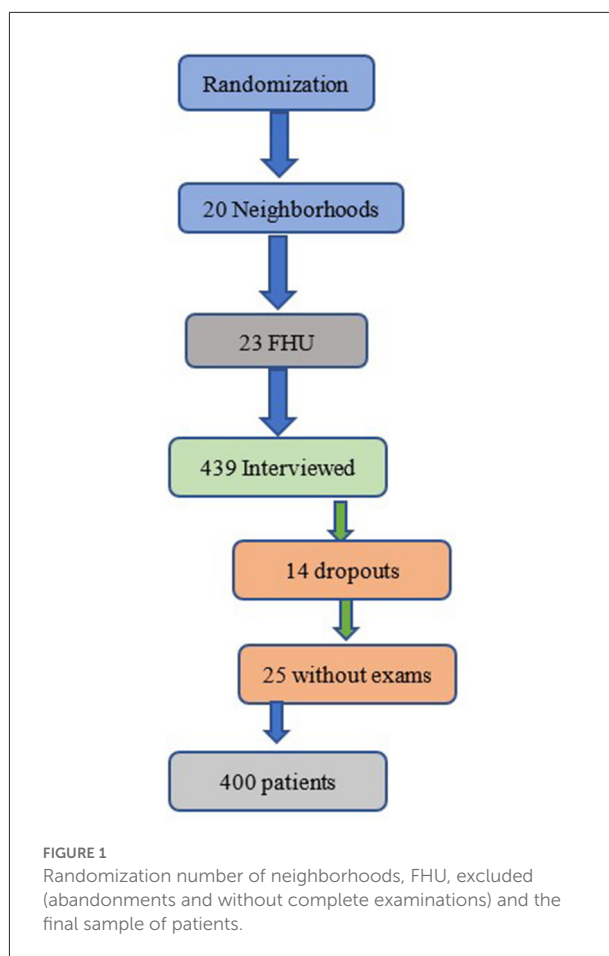 Randomization
20 Neighborhoods
23 FHU
439 Interviewed
14 dropouts
25 without exams
400 patients
FIGURE 1
Randomization number of neighborhoods, FHU, excluded
(abandonments and without complete examinations) and the
final sample of patients.